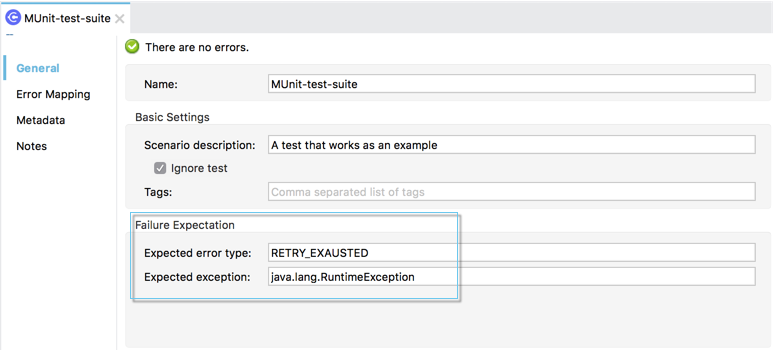 MUnit-test-suite
There are no errors.
General
Error Mapping
Metadata
Notes
Name: MUnit-test-suite
Basic Settings
Scenario description: A test that works as an example
Ignore test
Tags: Comma separated list of tags
Failure Expectation
Expected error type: RETRY_EXAUSTED
Expected exception: java.lang.RuntimeException